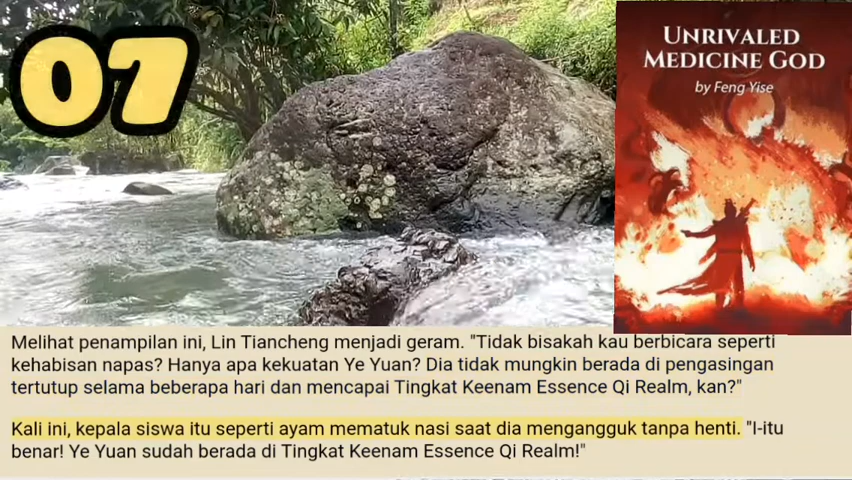 07
UNRIVALED
MEDICINE GOD
by Feng Yise
Melihat penampilan ini, Lin Tiancheng menjadi geram. "Tidak bisakah kau berbicara seperti
kehabisan napas? Hanya apa kekuatan Ye Yuan? Dia tidak mungkin berada di pengasingan
tertutup selama beberapa hari dan mencapai Tingkat Keenam Essence Qi Realm, kan?"
Kali ini, kepala siswa itu seperti ayam mematuk nasi saat dia mengangguk tanpa henti. "I-itu
benar! Ye Yuan sudah berada di Tingkat Keenam Essence Qi Realm!"